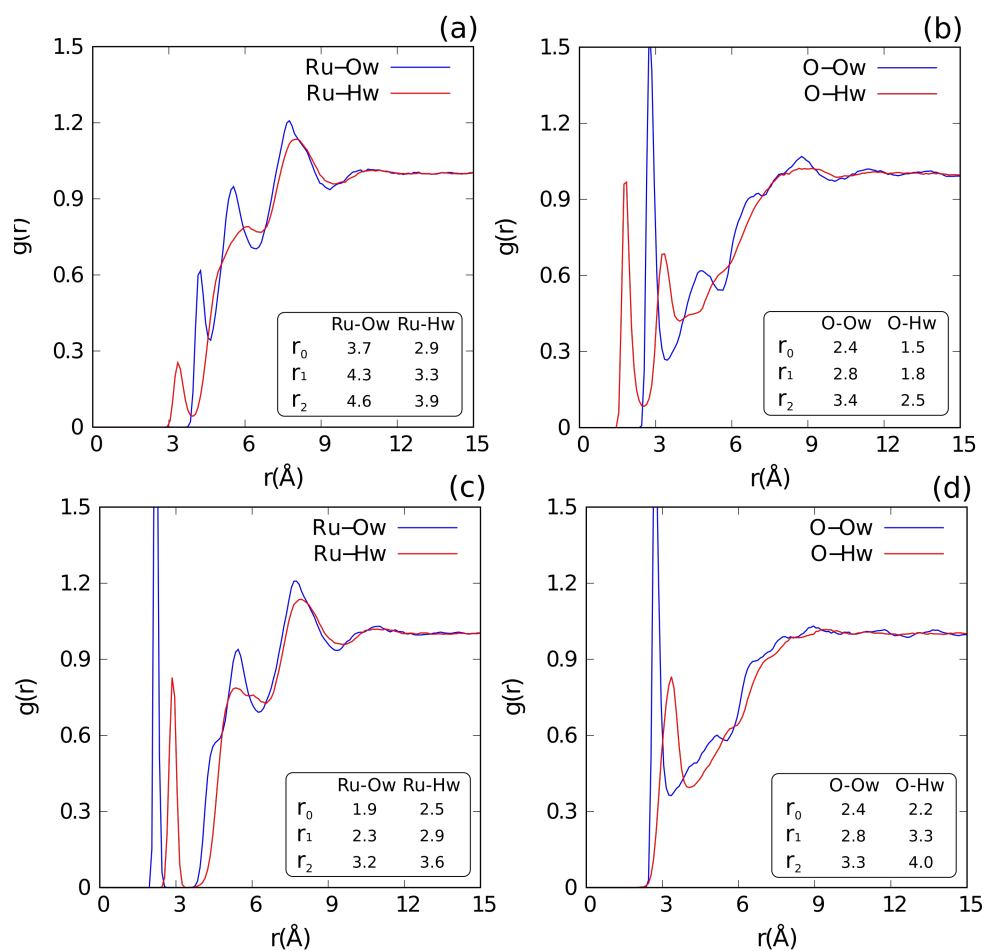 (a)
1.5
1.2
0.9
0.6
0.3
0
g(r)
Ru–Ow
Ru–Hw
Ru-Ow Ru-Hw
r0 3.7 2.9
r1 4.3 3.3
r2 4.6 3.9
0 3 6 9 12 15
r(Å)
(b)
1.5
1.2
0.9
0.6
0.3
0
g(r)
O–Ow
O–Hw
O-Ow O-Hw
r0 2.4 1.5
r1 2.8 1.8
r2 3.4 2.5
0 3 6 9 12 15
r(Å)
(c)
1.5
1.2
0.9
0.6
0.3
0
g(r)
Ru–Ow
Ru–Hw
Ru-Ow Ru-Hw
r0 1.9 2.5
r1 2.3 2.9
r2 3.2 3.6
0 3 6 9 12 15
r(Å)
(d)
1.5
1.2
0.9
0.6
0.3
0
g(r)
O–Ow
O–Hw
O-Ow O-Hw
r0 2.4 2.2
r1 2.8 3.3
r2 3.3 4.0
0 3 6 9 12 15
r(Å)